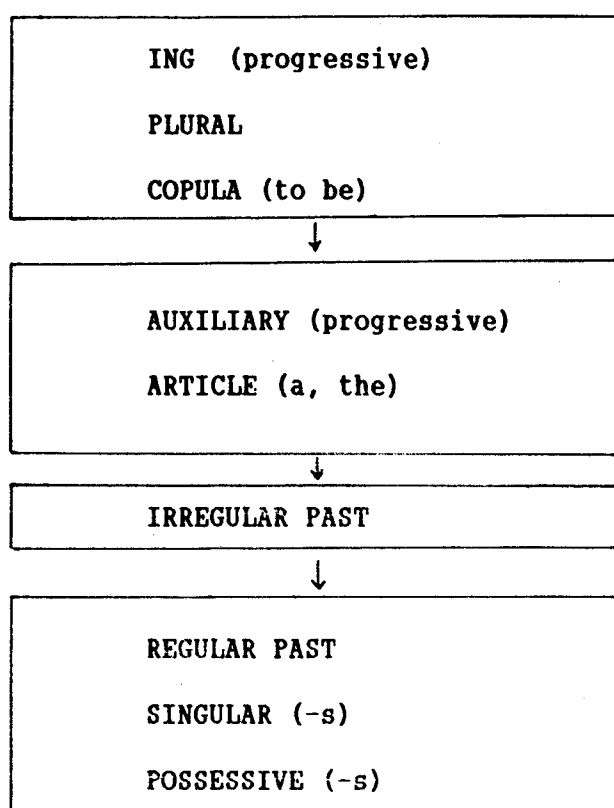 ING (progressive)
PLURAL
COPULA (to be)
AUXILIARY (progressive)
ARTICLE (a, the)
IRREGULAR PAST
REGULAR PAST
SINGULAR (-s)
POSSESSIVE (-s)